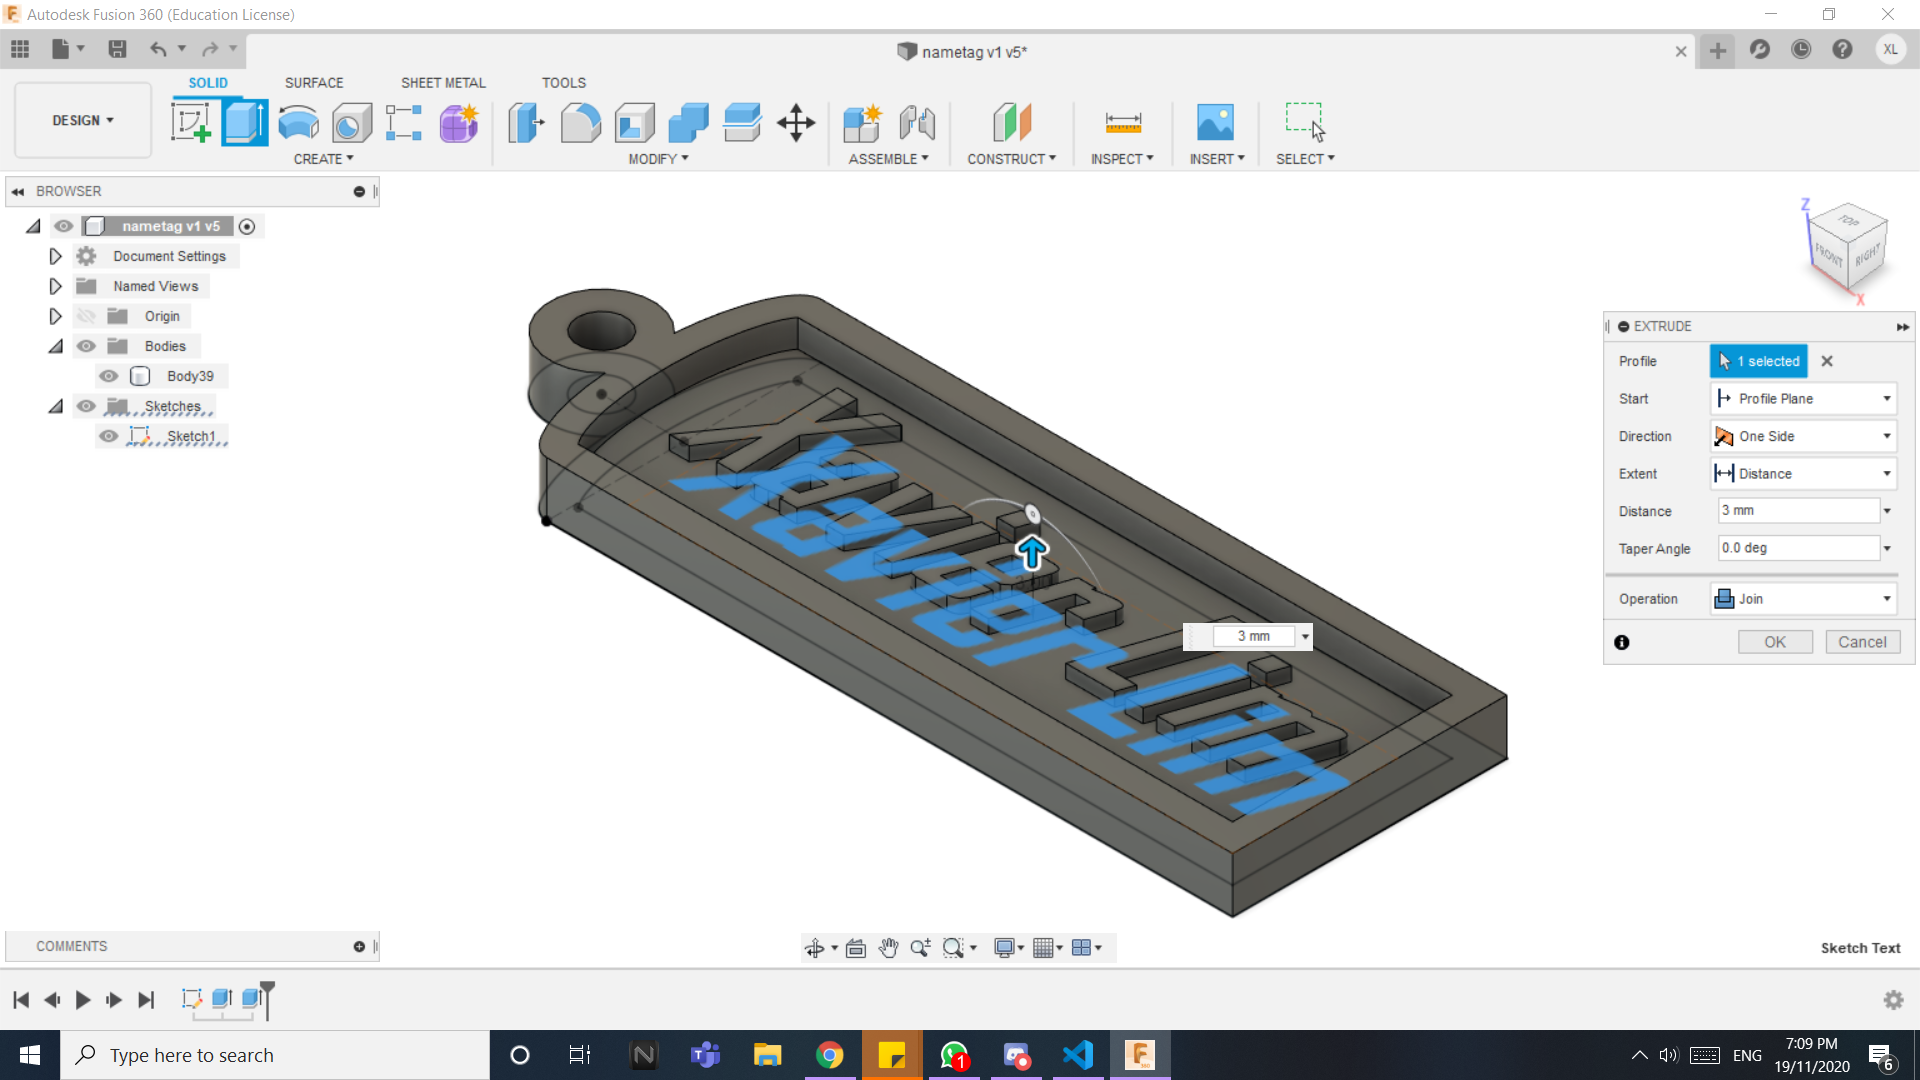 Autodesk Fusion 360 (Education License)
nametag v1 v5*
XL
SOLID
SURFACE
SHEET METAL
TOOLS
DESIGN
CREATE
MODIFY
ASSEMBLE
CONSTRUCT
INSPECT
INSERT
SELECT
BROWSER
nametag v1 v5
Document Settings
Named Views
Origin
Bodies
Body39
Sketches
Sketch1
Z
TOP
FRONT
RIGHT
X
Xavier Lin
3 mm
EXTRUDE
Profile
1 selected
Start
Profile Plane
Direction
One Side
Extent
Distance
Distance
3 mm
Taper Angle
0.0 deg
Operation
Join
OK
Cancel
COMMENTS
Sketch Text
Type here to search
1
ENG
7:09 PM
19/11/2020
6